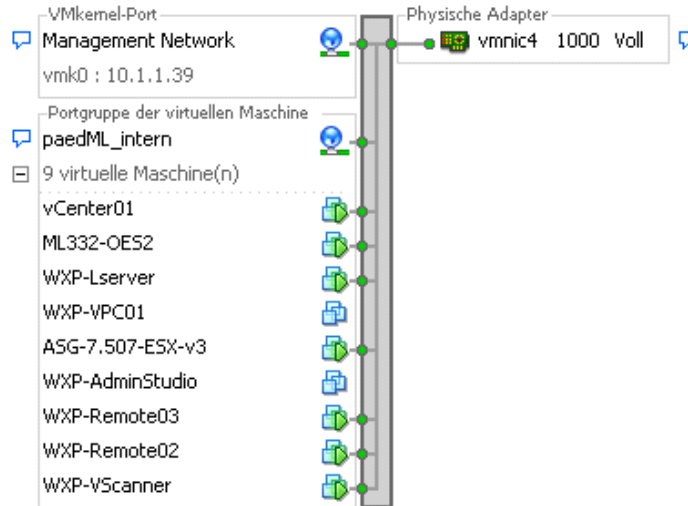 VMkernel-Port
Management Network
vmk0 : 10.1.1.39
Physische Adapter
vmnic4 1000 Voll
Portgruppe der virtuellen Maschine
paedML_intern
9 virtuelle Maschine(n)
vCenter01
ML332-OES2
WXP-Lserver
WXP-VPC01
ASG-7.507-ESX-v3
WXP-AdminStudio
WXP-Remote03
WXP-Remote02
WXP-VScanner